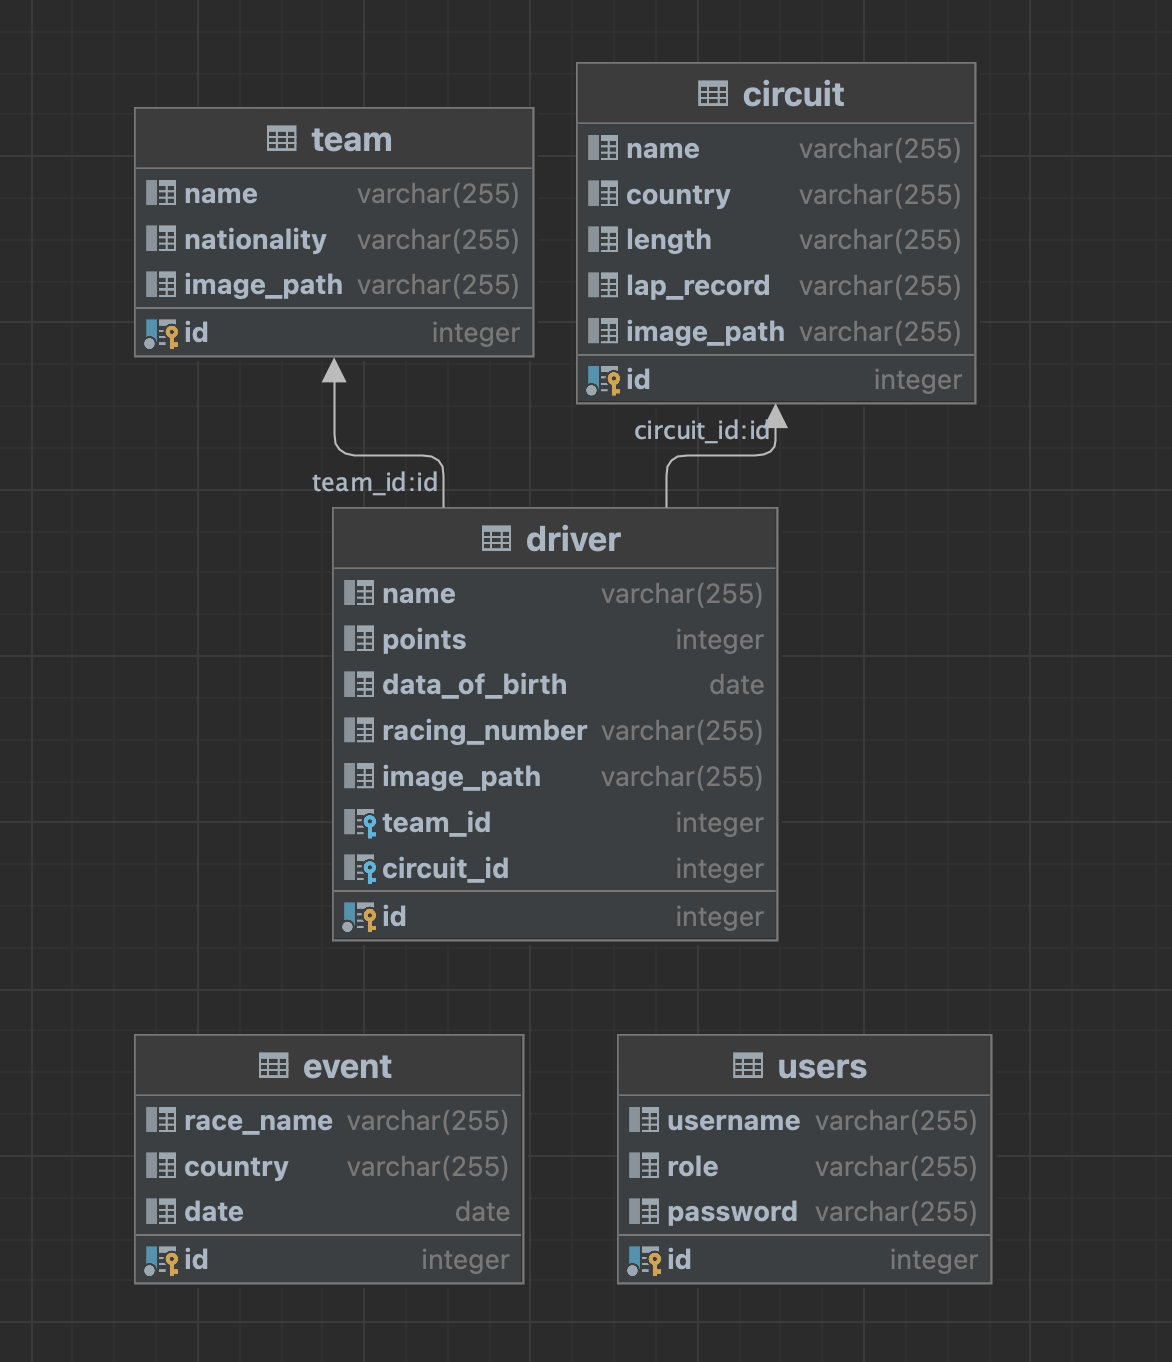 team
name varchar(255)
nationality varchar(255)
image_path varchar(255)
id integer
circuit
name varchar(255)
country varchar(255)
length varchar(255)
lap_record varchar(255)
image_path varchar(255)
id integer
circuit_id:id
team_id:id
driver
name varchar(255)
points integer
data_of_birth date
racing_number varchar(255)
image_path varchar(255)
team_id integer
circuit_id integer
id integer
event
race_name varchar(255)
country varchar(255)
date date
id integer
users
username varchar(255)
role varchar(255)
password varchar(255)
id integer